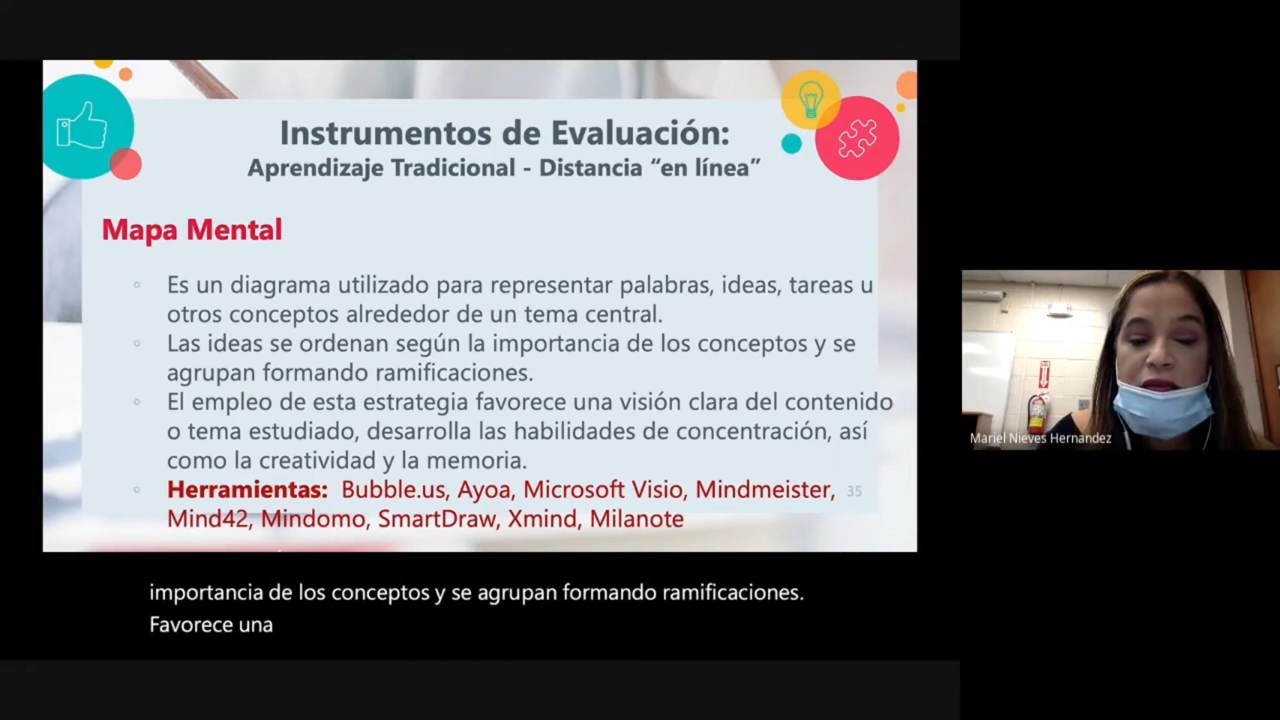 Instrumentos de Evaluación:
Aprendizaje Tradicional - Distancia “en línea”
Mapa Mental
Es un diagrama utilizado para representar palabras, ideas, tareas u
otros conceptos alrededor de un tema central.
Las ideas se ordenan según la importancia de los conceptos y se
agrupan formando ramificaciones.
El empleo de esta estrategia favorece una visión clara del contenido
o tema estudiado, desarrolla las habilidades de concentración, así
como la creatividad y la memoria.
Herramientas: Bubble.us, Ayoa, Microsoft Visio, Mindmeister,
Mind42, Mindomo, SmartDraw, Xmind, Milanote
35
importancia de los conceptos y se agrupan formando ramificaciones.
Favorece una
Mariel Nieves Hernandez